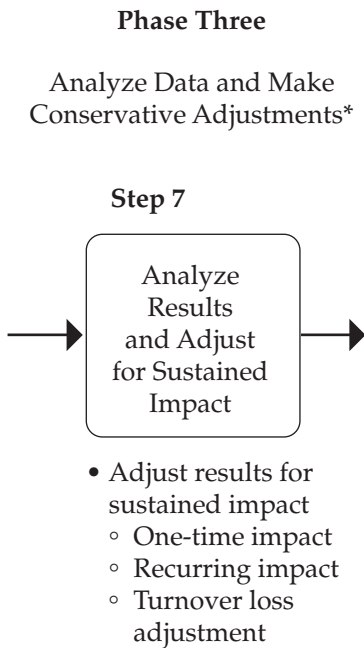 Phase Three
Analyze Data and Make
Conservative Adjustments*
Step 7
Analyze
Results
and Adjust
for Sustained
Impact
• Adjust results for
sustained impact
◦ One-time impact
◦ Recurring impact
◦ Turnover loss
adjustment